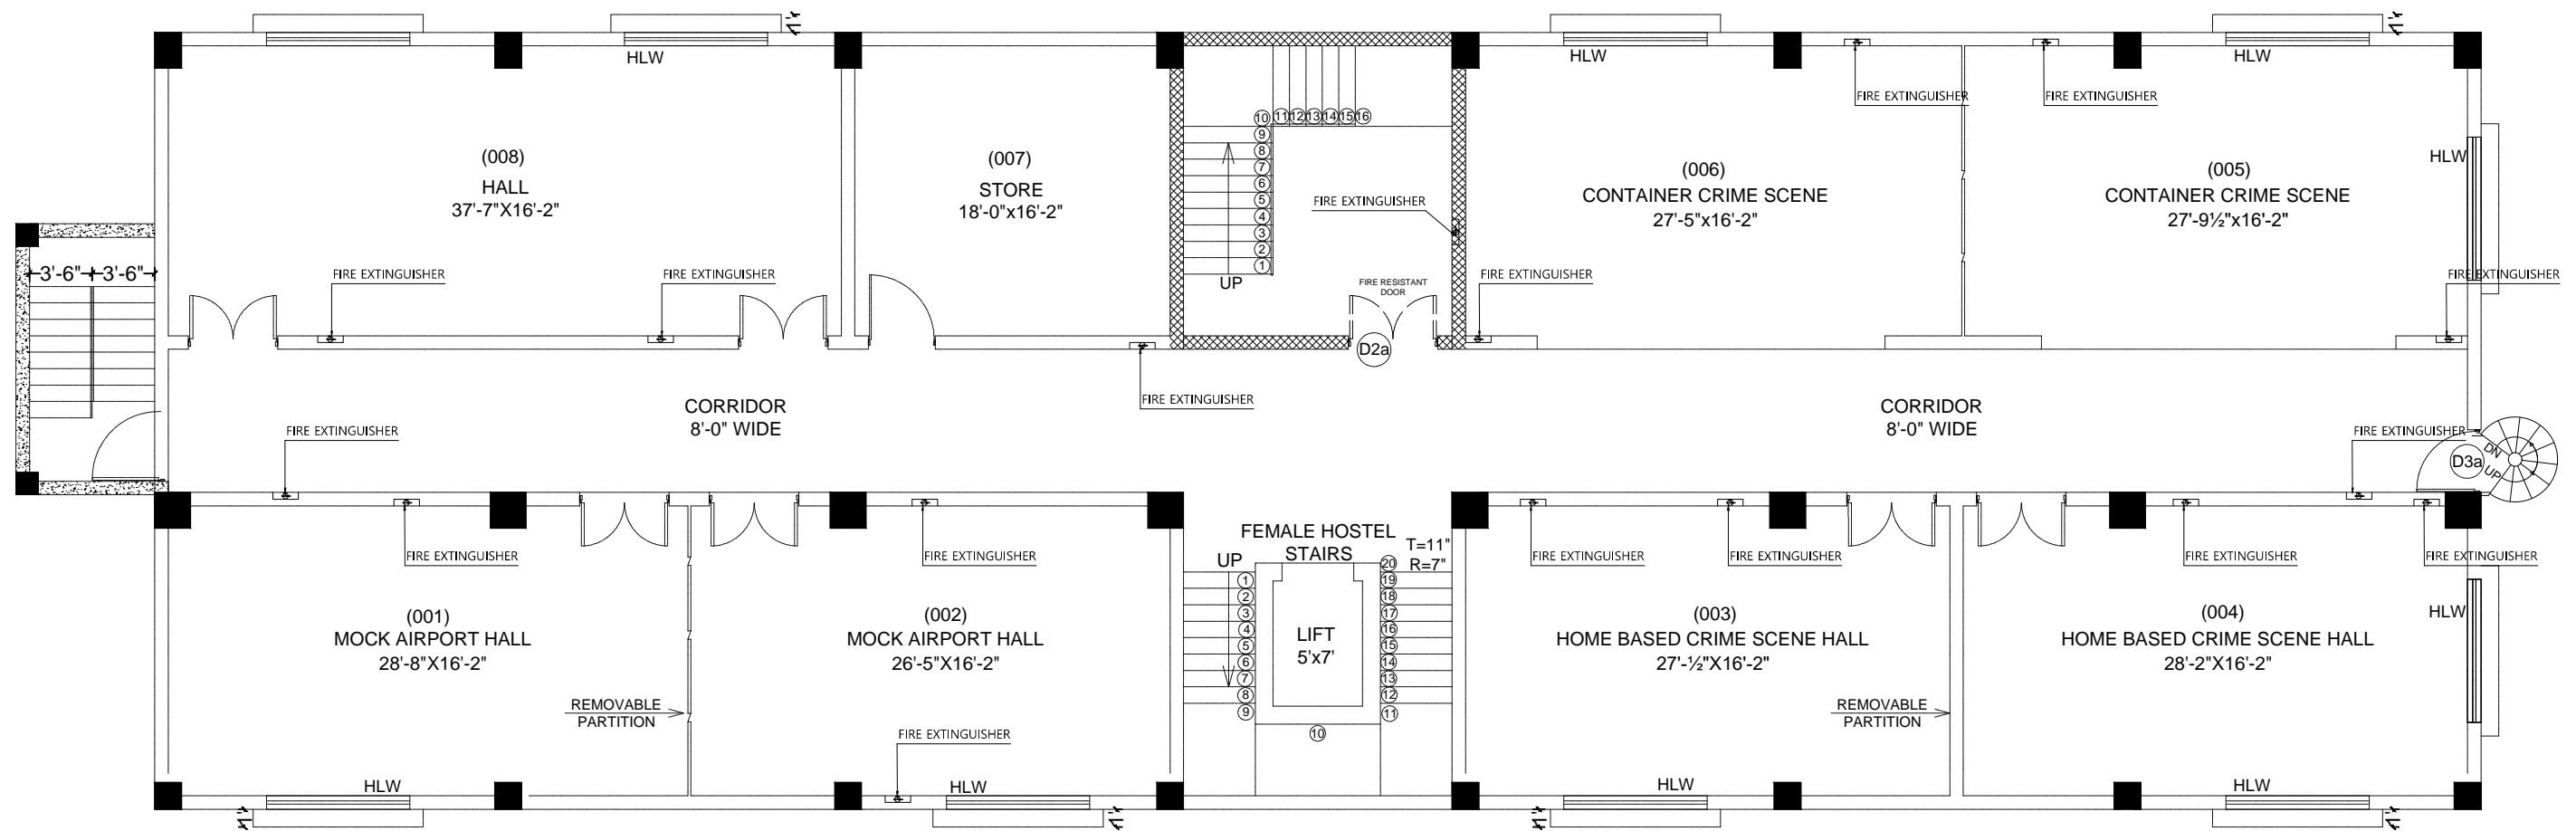 HLW
HLW
HLW
1'
1'
FIRE EXTINGUISHER
FIRE EXTINGUISHER
(008)
HALL
37'-7"X16'-2"
(007)
STORE
18'-0"x16'-2"
10
11
12
13
14
15
16
9
8
7
6
5
4
3
2
1
UP
FIRE EXTINGUISHER
FIRE RESISTANT
DOOR
D2a
(006)
CONTAINER CRIME SCENE
27'-5"x16'-2"
(005)
CONTAINER CRIME SCENE
27'-9½"x16'-2"
HLW
3'-6"
3'-6"
FIRE EXTINGUISHER
FIRE EXTINGUISHER
FIRE EXTINGUISHER
FIRE EXTINGUISHER
CORRIDOR
8'-0" WIDE
FIRE EXTINGUISHER
CORRIDOR
8'-0" WIDE
FIRE EXTINGUISHER
FIRE EXTINGUISHER
D3a
DN
UP
FIRE EXTINGUISHER
FIRE EXTINGUISHER
FEMALE HOSTEL
STAIRS
UP
T=11"
R=7"
FIRE EXTINGUISHER
FIRE EXTINGUISHER
FIRE EXTINGUISHER
FIRE EXTINGUISHER
(001)
MOCK AIRPORT HALL
28'-8"X16'-2"
(002)
MOCK AIRPORT HALL
26'-5"X16'-2"
1
2
3
4
5
6
7
8
9
LIFT
5'x7'
10
20
19
18
17
16
15
14
13
12
11
(003)
HOME BASED CRIME SCENE HALL
27'-½"X16'-2"
(004)
HOME BASED CRIME SCENE HALL
28'-2"X16'-2"
HLW
REMOVABLE
PARTITION
REMOVABLE
PARTITION
FIRE EXTINGUISHER
HLW
HLW
HLW
HLW
1'
1'
1'
1'